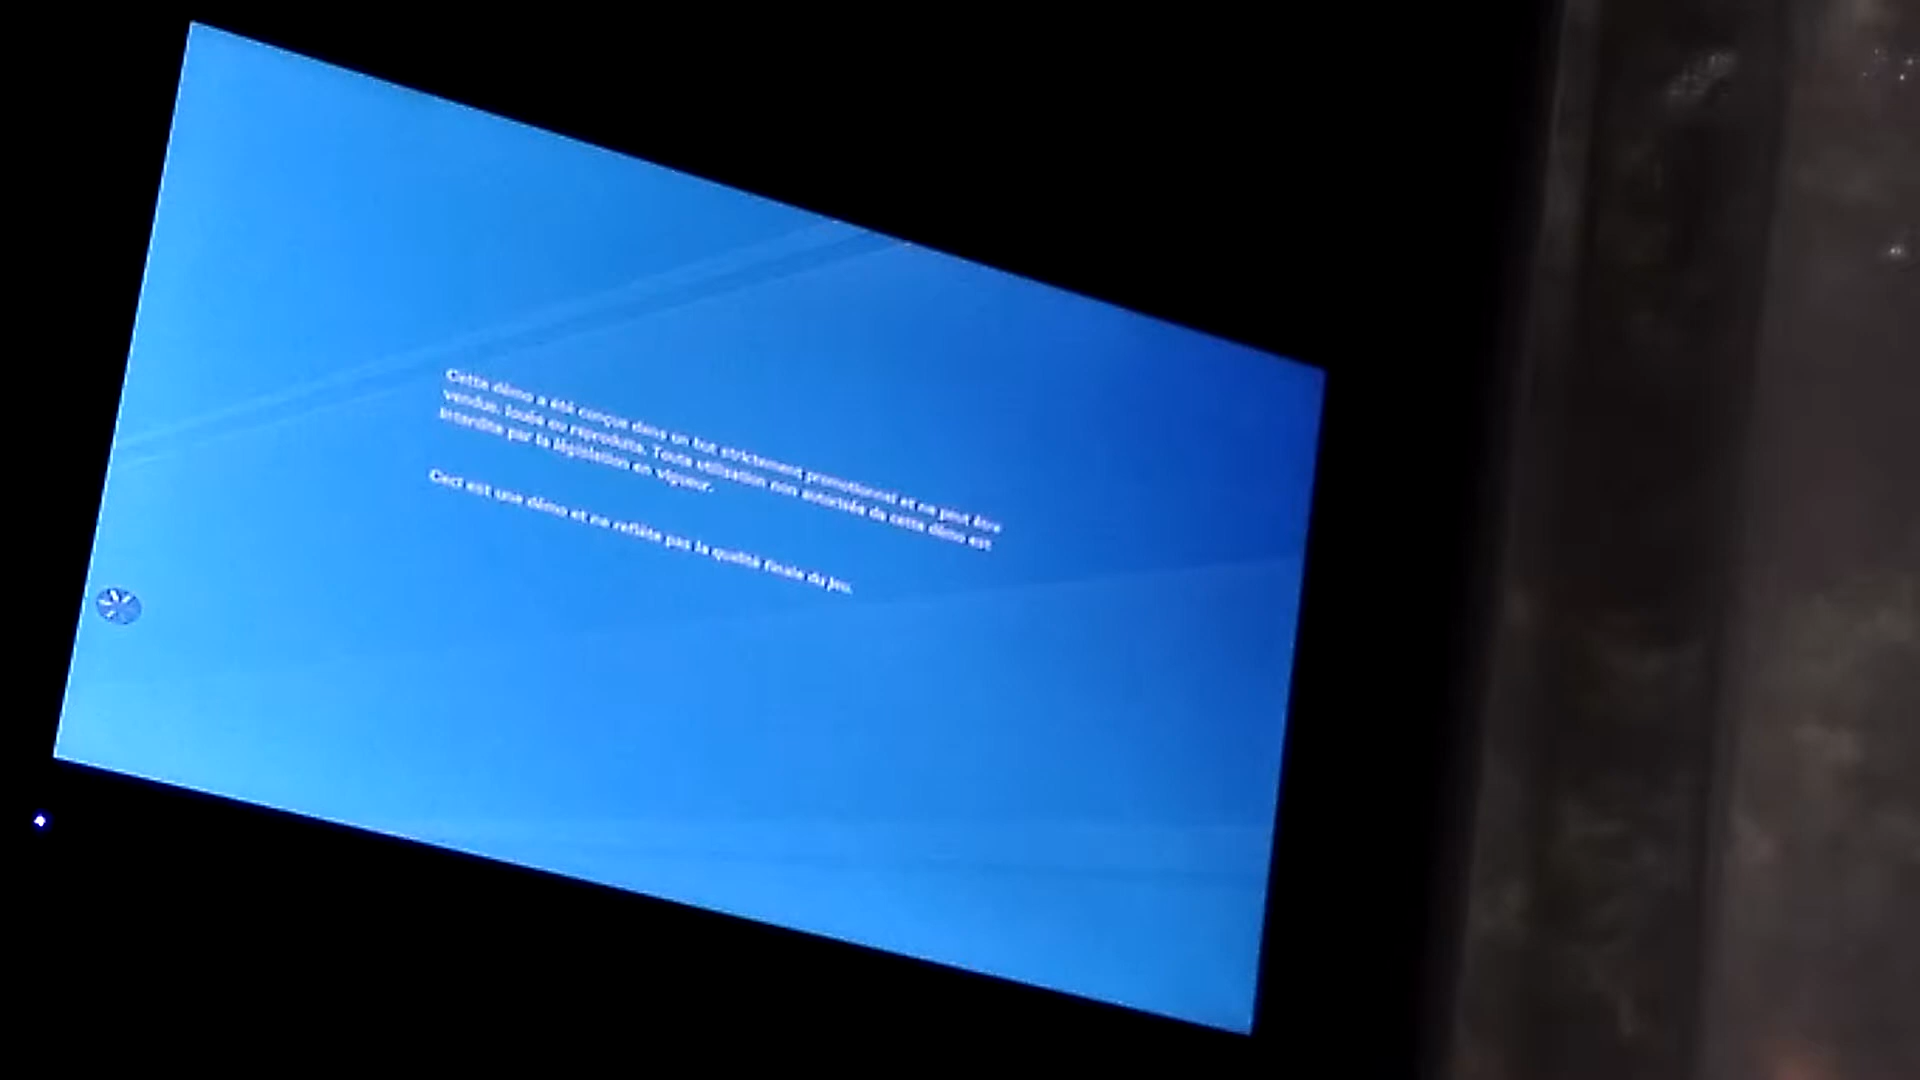 Cette démo a été conçue dans un but strictement promotionnel et ne peut être
vendue, louée ou reproduite. Toute utilisation non autorisée de cette démo est
interdite par la législation en vigueur.
Ceci est une démo et ne reflète pas la qualité finale du jeu.